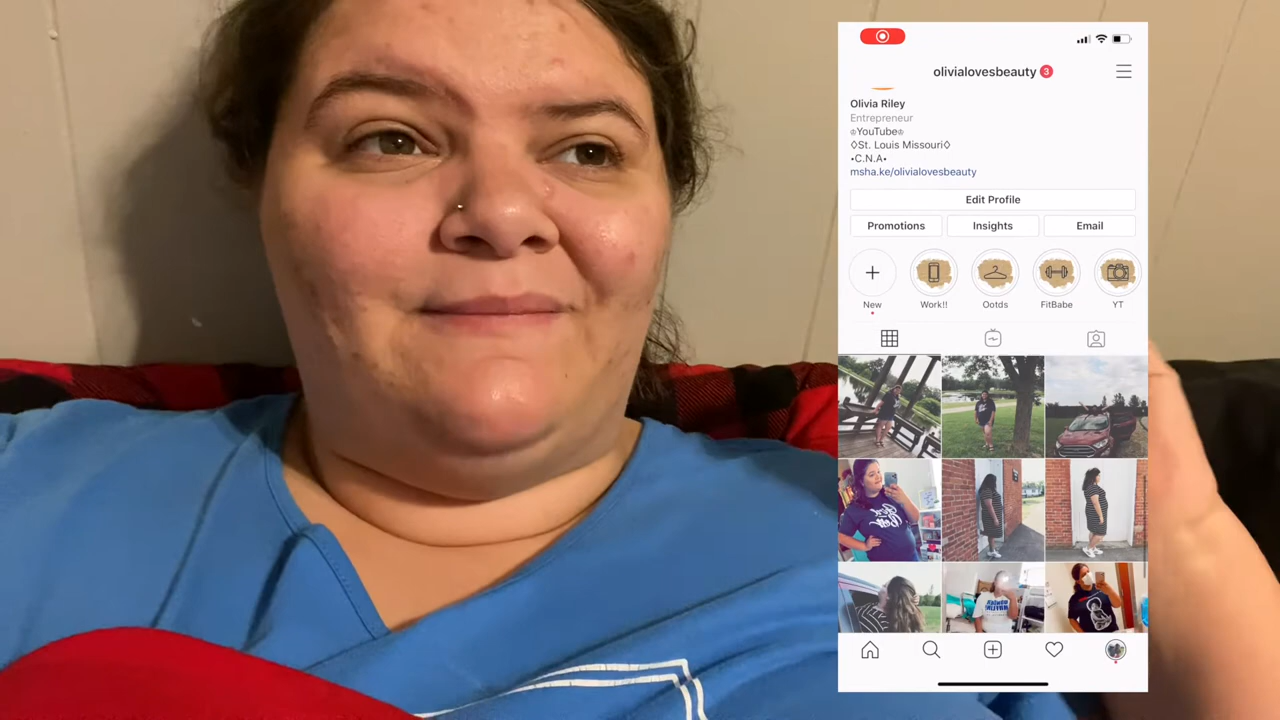 olivialovesbeauty 3
Olivia Riley
Entrepreneur
♔YouTube♔
◊St. Louis Missouri◊
•C.N.A•
msha.ke/olivialovesbeauty
Edit Profile
Promotions Insights Email
New Work!! Ootds FitBabe YT